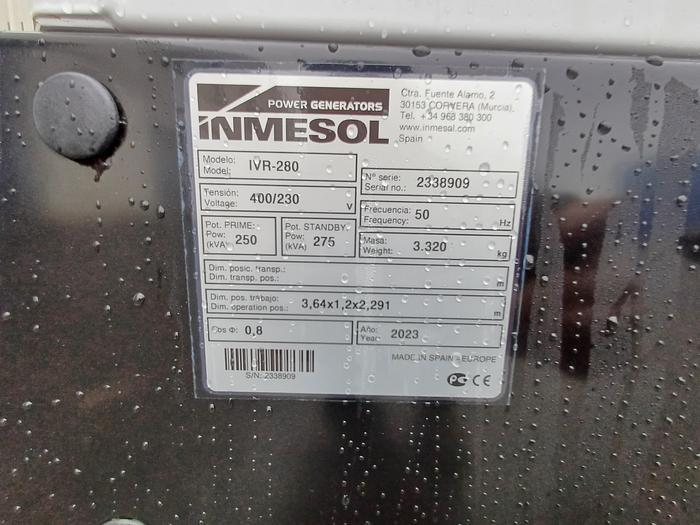 POWER GENERATORS
INMESOL
Ctra. Fuente Alamo, 2
30153 CORVERA (Murcia)
Tel. +34 968 380 300
www.inmesol.com
Spain
Modelo:
Model: IVR-280
Nº serie:
Serial no.: 2338909
Tensión:
Voltage: 400/230 V
Frecuencia:
Frequency: 50 Hz
Pot. PRIME:
Pow:
(kVA) 250
Pot. STANDBY
Pow:
(kVA) 275
Masa:
Weight: 3.320 kg
Dim. posic. transp.:
Dim. transp. pos.: m
Dim. pos. trabajo:
Dim. operation pos.: 3,64x1,2x2,291 m
Cos Φ: 0,8
Año:
Year: 2023
S/N: 2338909
MADE IN SPAIN - EUROPE
PG CE